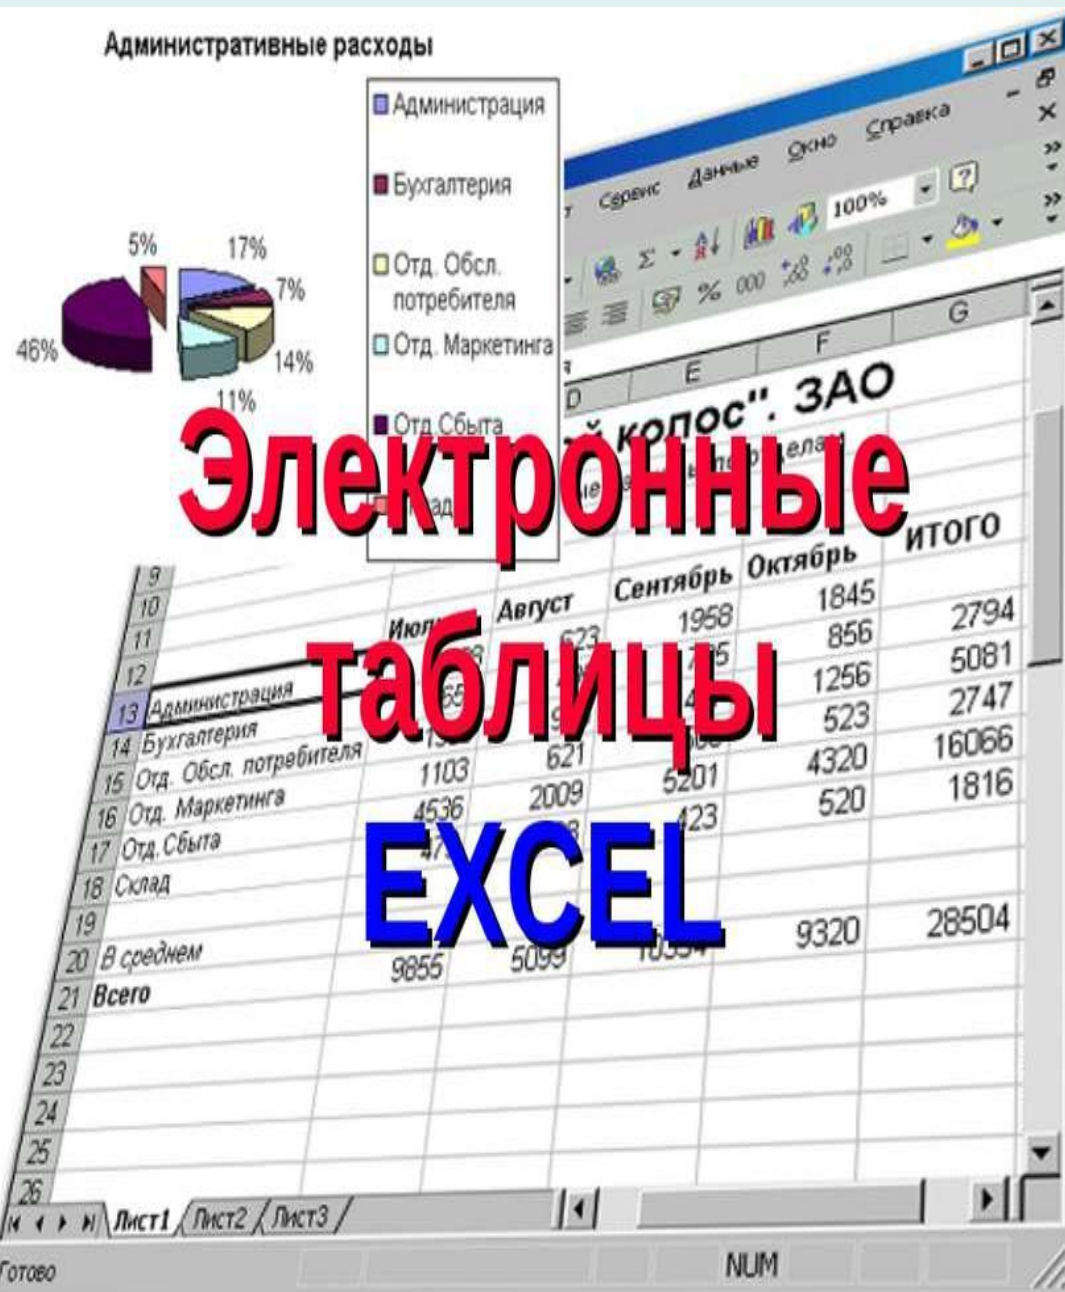 Административные расходы
Администрация
Бухгалтерия
Отд. Обсл.
потребителя
Отд. Маркетинга
Отд.Сбыта
5%
17%
7%
46%
14%
11%
Сервис Данные Окно Справка
100%
% 000
D E F G
колос". ЗАО
Электронные
таблицы
EXCEL
Август Сентябрь Октябрь ИТОГО
9
10
11
12
13 Администрация
14 Бухгалтерия
15 Отд. Обсл. потребителя
16 Отд. Маркетинга
17 Отд.Сбыта
18 Склад
19
20 В среднем
21 Всего
22
23
24
25
26
1958 1845
856 2794
1256 5081
523 2747
1103 621 4320 16066
4536 2009 5201 520 1816
423
9855 5099 9320 28504
Лист1 Лист2 Лист3
Готово
NUM